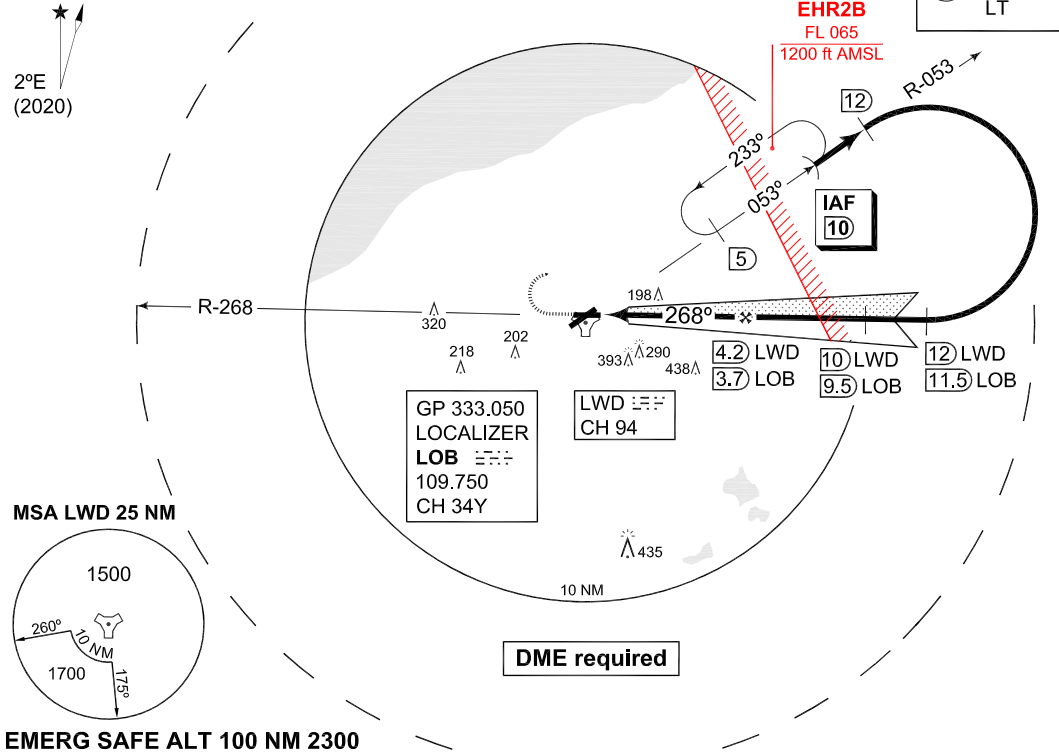 EHR2B
FL 065
1200 ft AMSL
LT
2ºE
(2020)
R-053
12
233º
053º
IAF
10
5
R-268
198
268º
320
202
218
393
290
438
4.2 LWD
3.7 LOB
10 LWD
9.5 LOB
12 LWD
11.5 LOB
GP 333.050
LOCALIZER
LOB
109.750
CH 34Y
LWD
CH 94
435
10 NM
MSA LWD 25 NM
1500
260º
10 NM
1700
175º
DME required
EMERG SAFE ALT 100 NM 2300